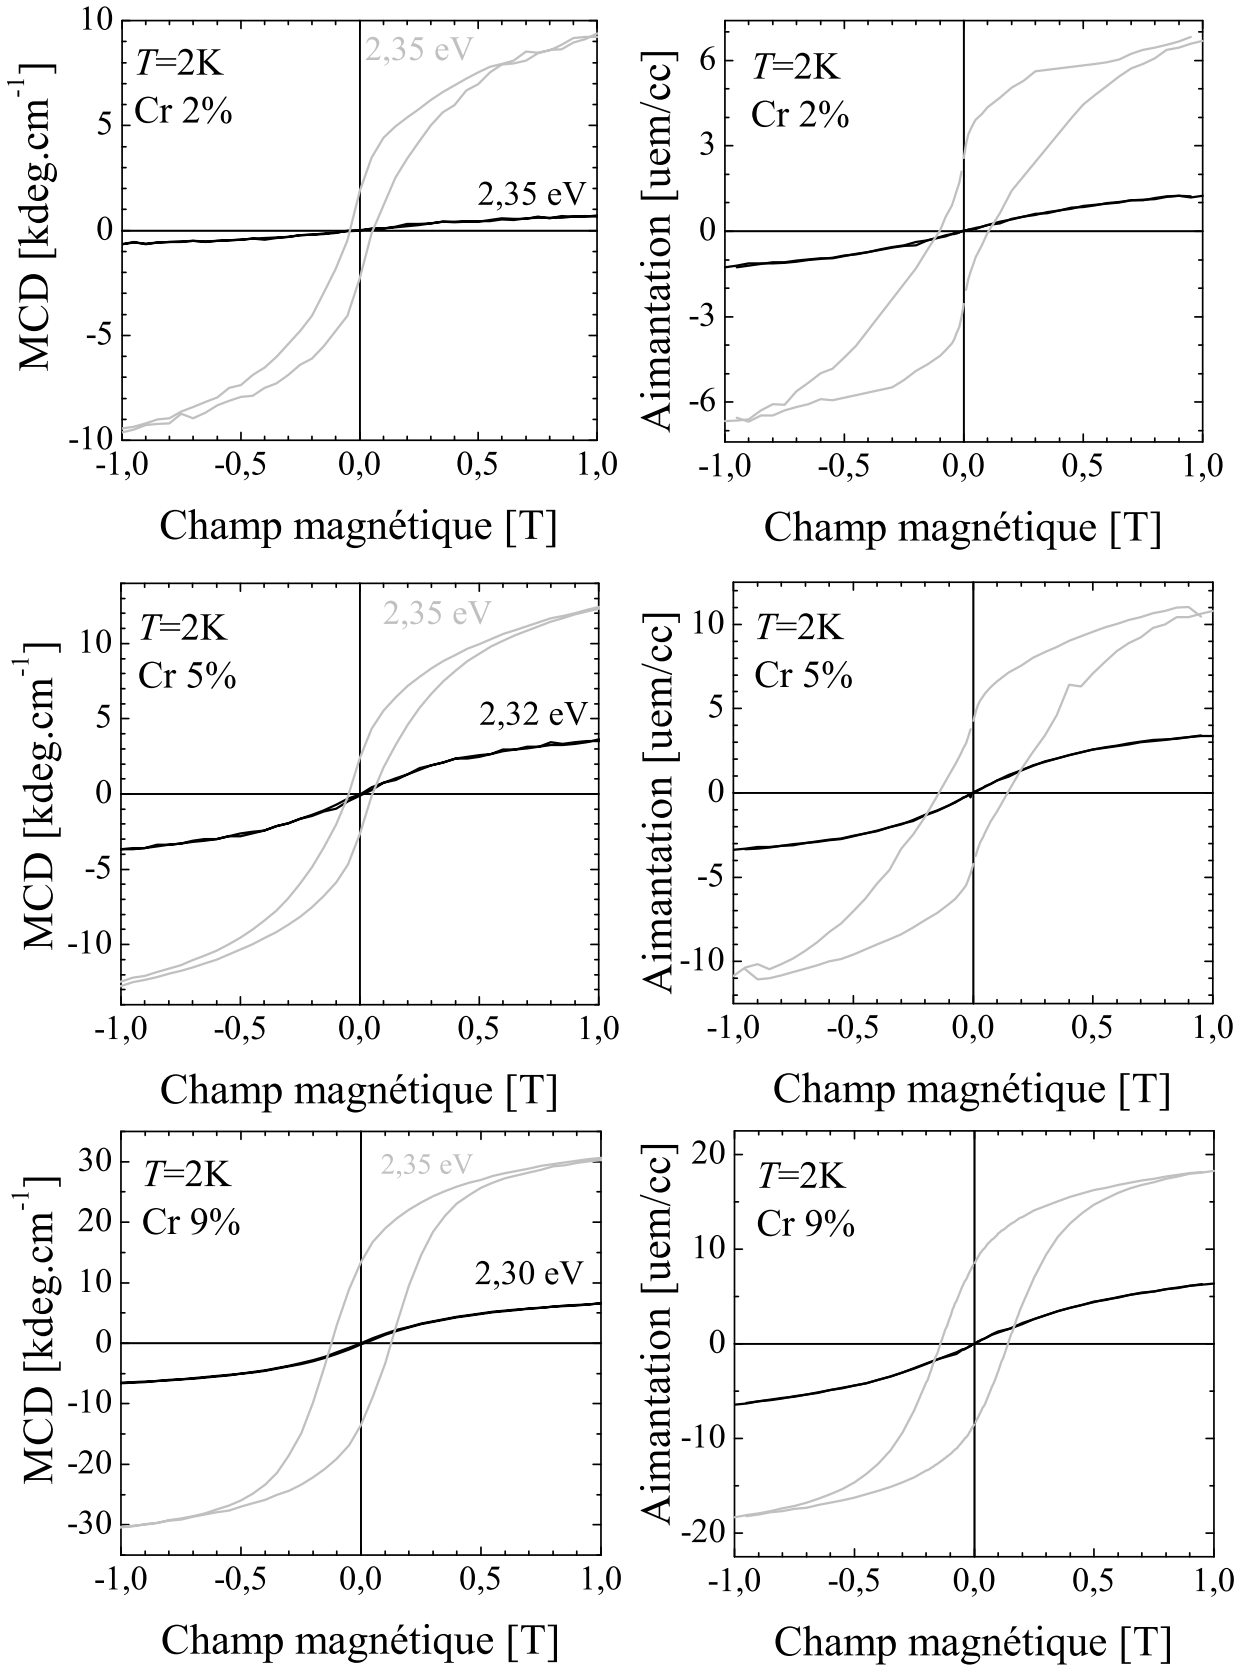 MCD [kdeg.cm-1]
10
5
0
-5
-10
T=2K
Cr 2%
2,35 eV
2,35 eV
-1,0 -0,5 0,0 0,5 1,0
Champ magnétique [T]
Aimantation [uem/cc]
6
3
0
-3
-6
T=2K
Cr 2%
-1,0 -0,5 0,0 0,5 1,0
Champ magnétique [T]
MCD [kdeg.cm-1]
10
5
0
-5
-10
T=2K
Cr 5%
2,35 eV
2,32 eV
-1,0 -0,5 0,0 0,5 1,0
Champ magnétique [T]
Aimantation [uem/cc]
10
5
0
-5
-10
T=2K
Cr 5%
-1,0 -0,5 0,0 0,5 1,0
Champ magnétique [T]
MCD [kdeg.cm-1]
30
20
10
0
-10
-20
-30
T=2K
Cr 9%
2,35 eV
2,30 eV
-1,0 -0,5 0,0 0,5 1,0
Champ magnétique [T]
Aimantation [uem/cc]
20
10
0
-10
-20
T=2K
Cr 9%
-1,0 -0,5 0,0 0,5 1,0
Champ magnétique [T]